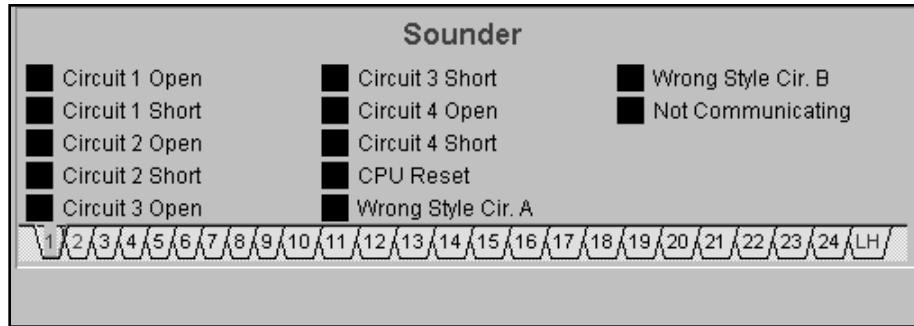 Sounder
Circuit 1 Open
Circuit 1 Short
Circuit 2 Open
Circuit 2 Short
Circuit 3 Open
Circuit 3 Short
Circuit 4 Open
Circuit 4 Short
CPU Reset
Wrong Style Cir. A
Wrong Style Cir. B
Not Communicating
1 2 3 4 5 6 7 8 9 10 11 12 13 14 15 16 17 18 19 20 21 22 23 24 LH